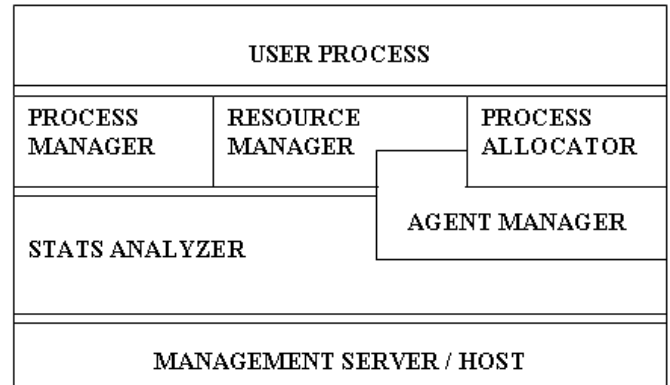 USER PROCESS
PROCESS
MANAGER
RESOURCE
MANAGER
PROCESS
ALLOCATOR
AGENT MANAGER
STATS ANALYZER
MANAGEMENT SERVER / HOST